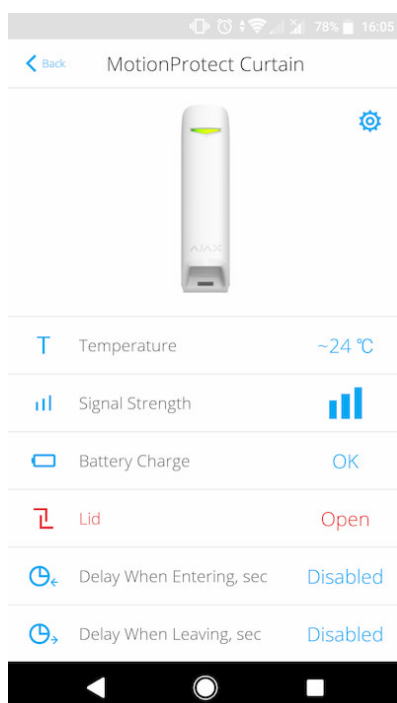 78% 16:05
Back MotionProtect Curtain
AJAX
T Temperature ~24 °C
Signal Strength
Battery Charge OK
Lid Open
Delay When Entering, sec Disabled
Delay When Leaving, sec Disabled